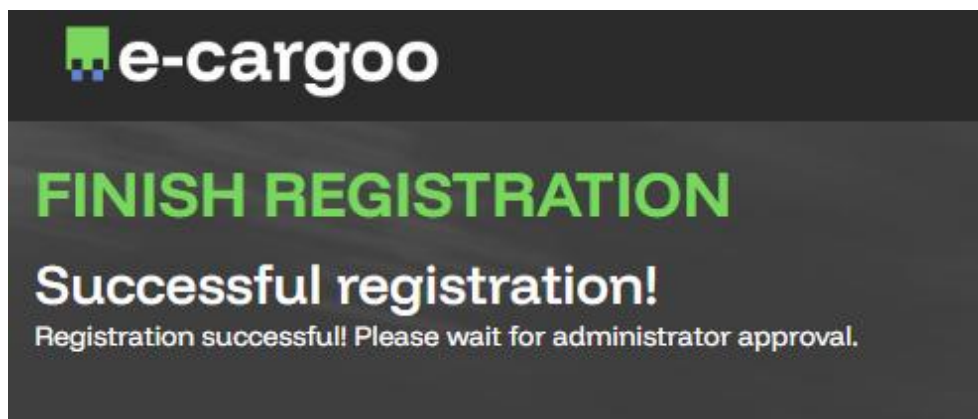 e-cargoo
FINISH REGISTRATION
Successful registration!
Registration successful! Please wait for administrator approval.